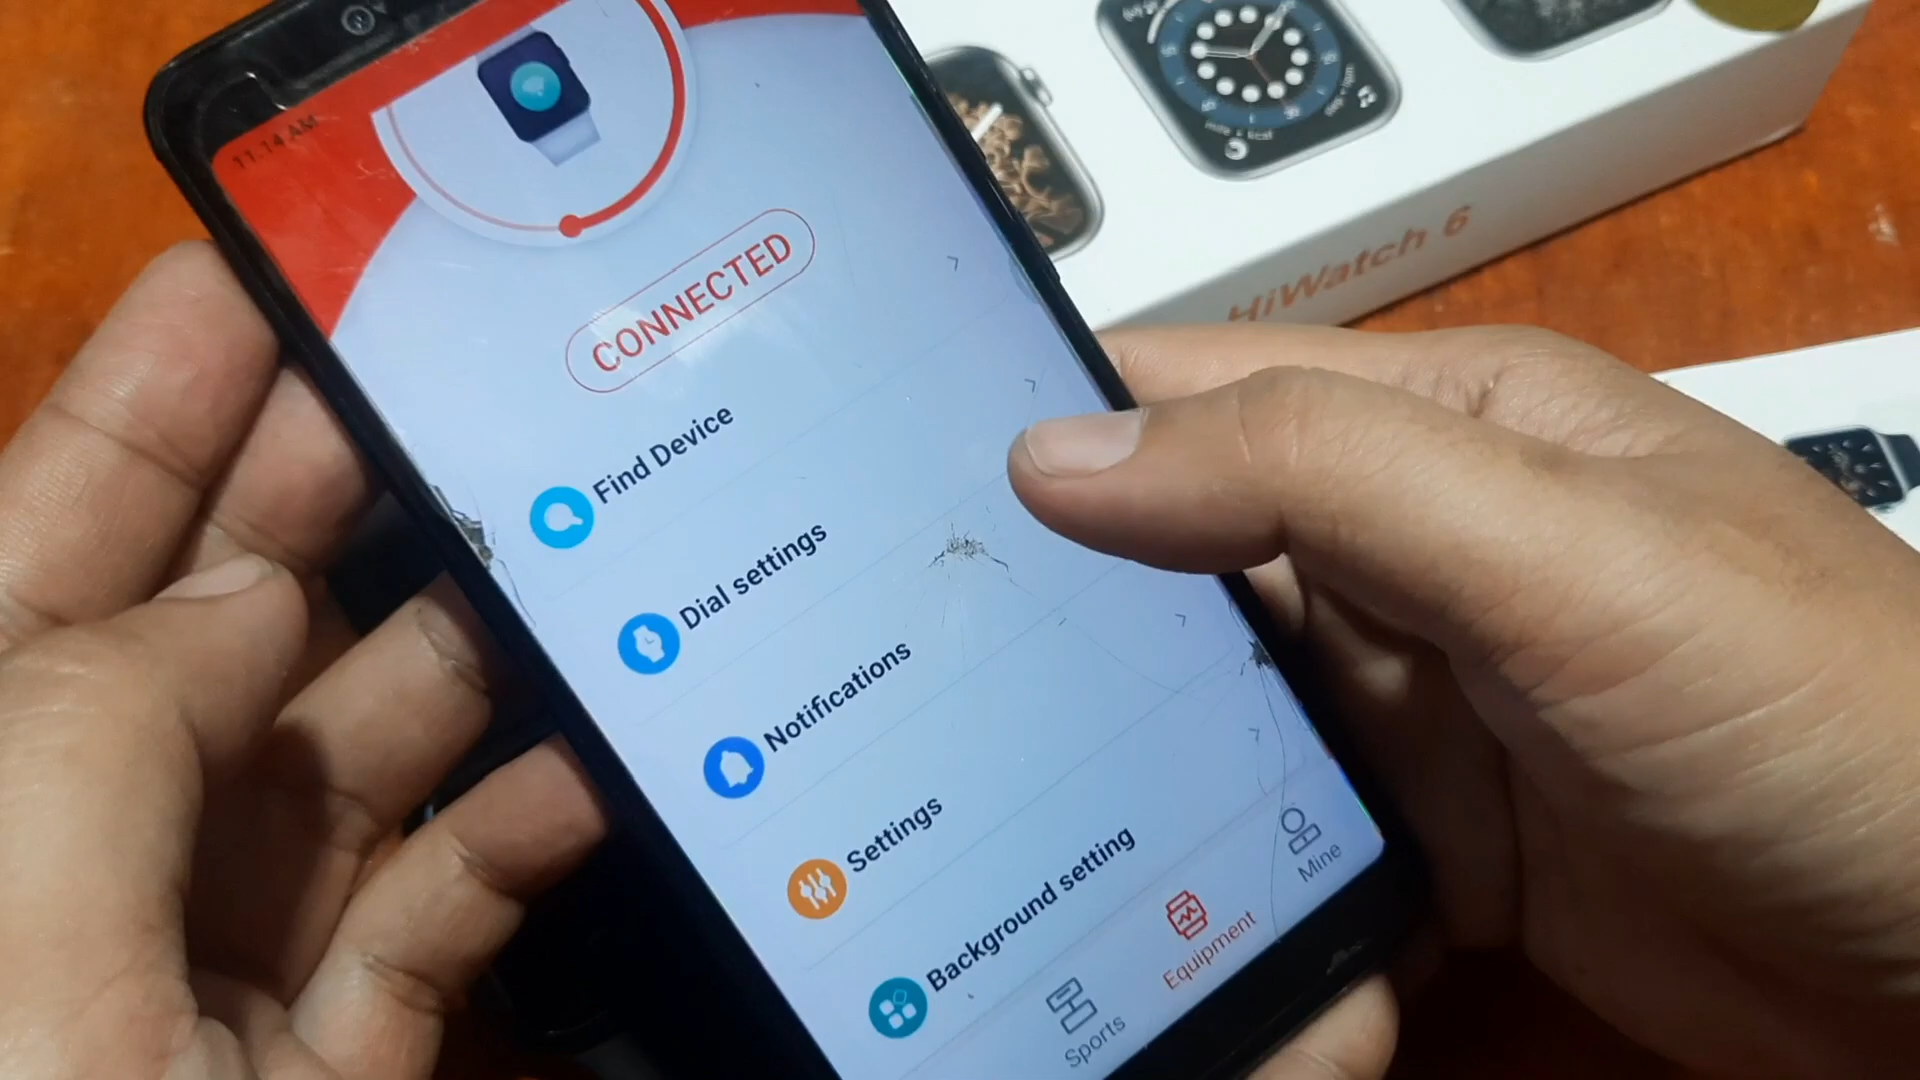 11:14 AM
CONNECTED
Find Device
Dial settings
Notifications
Settings
Background setting
Sports
Equipment
Mine
HiWatch 6